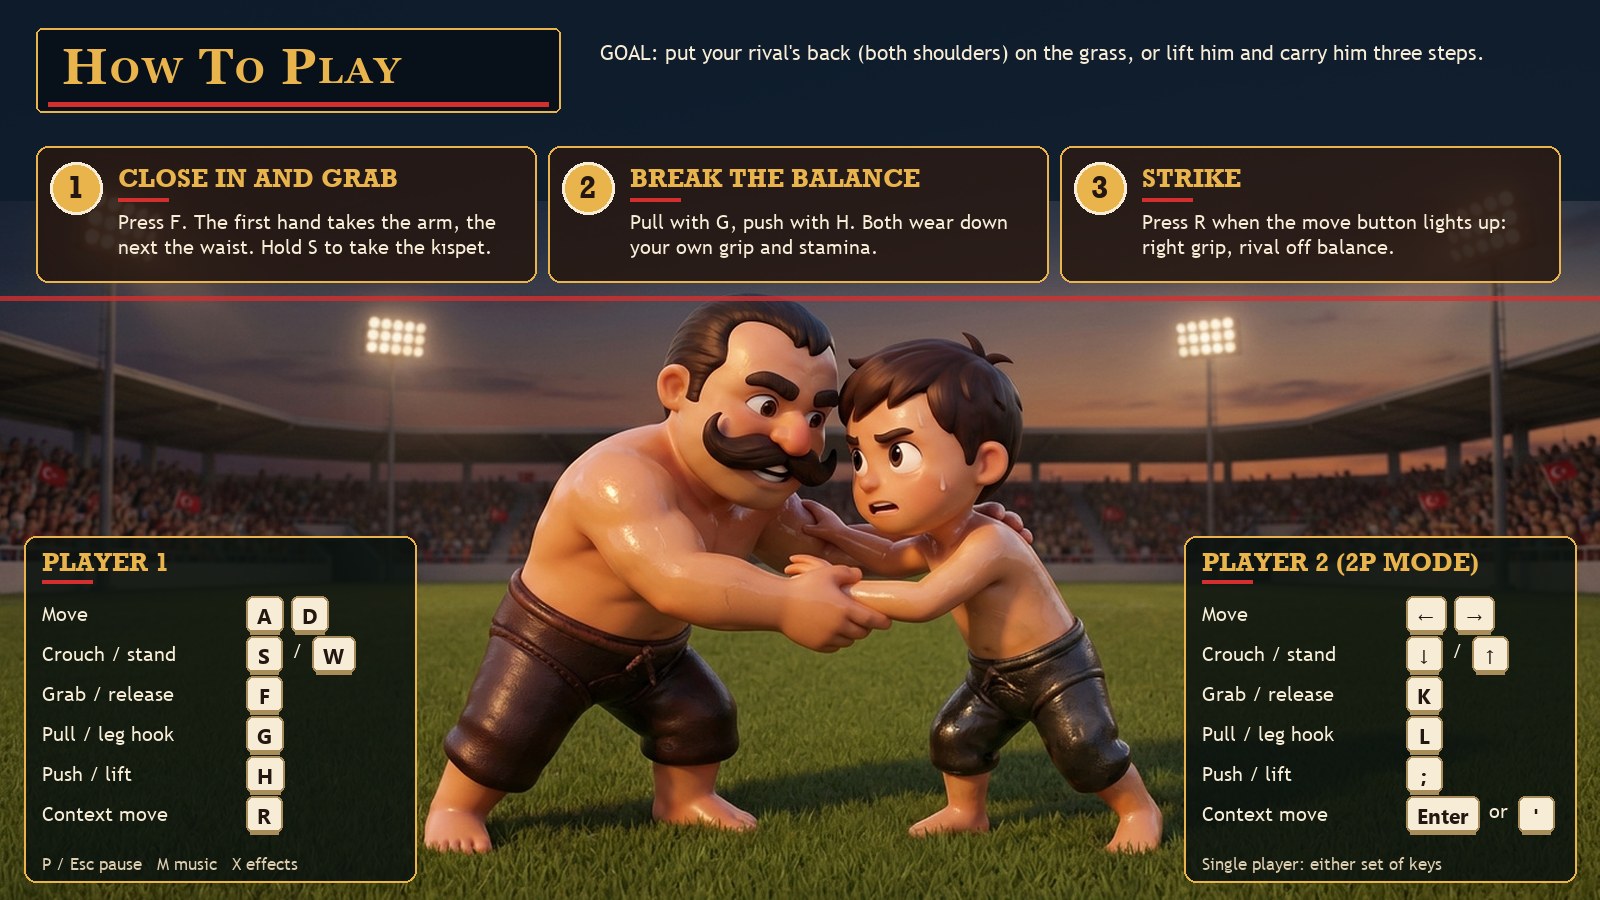 How To Play
GOAL: put your rival's back (both shoulders) on the grass, or lift him and carry him three steps.
1 CLOSE IN AND GRAB
Press F. The first hand takes the arm, the
next the waist. Hold S to take the kispet.
2 BREAK THE BALANCE
Pull with G, push with H. Both wear down
your own grip and stamina.
3 STRIKE
Press R when the move button lights up:
right grip, rival off balance.
PLAYER 1
Move A D
Crouch / stand S / W
Grab / release F
Pull / leg hook G
Push / lift H
Context move R
P / Esc pause M music X effects
PLAYER 2 (2P MODE)
Move ← →
Crouch / stand ↓ / ↑
Grab / release K
Pull / leg hook L
Push / lift ;
Context move Enter or '
Single player: either set of keys